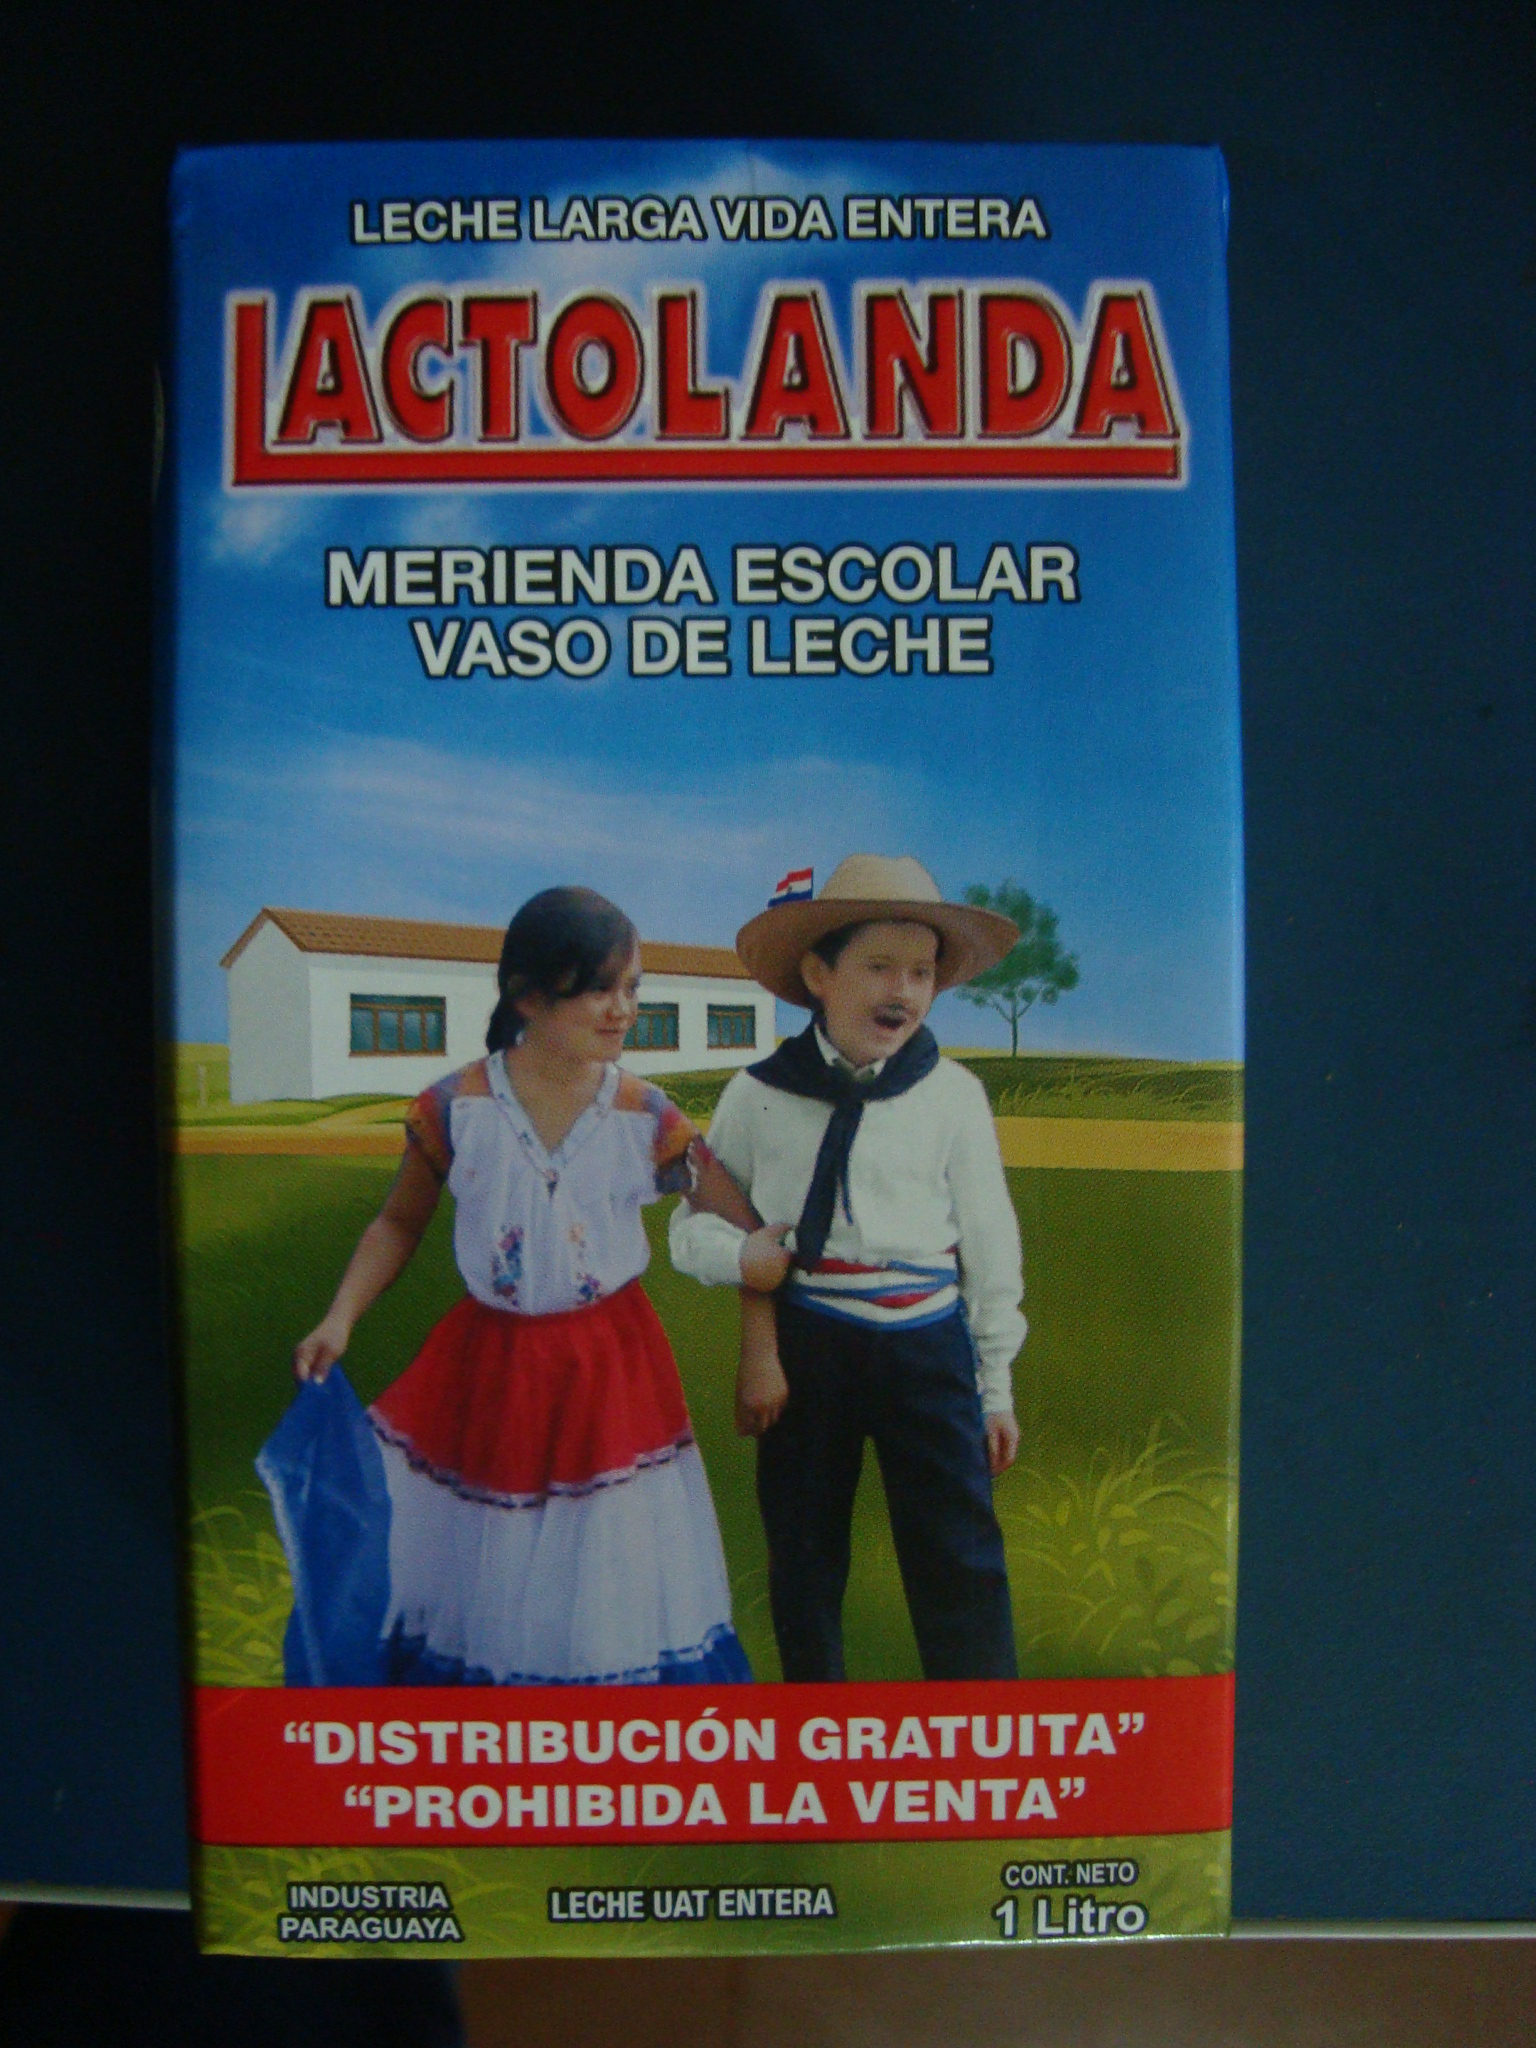 LECHE LARGA VIDA ENTERA
LACTOLANDA
MERIENDA ESCOLAR
VASO DE LECHE
“DISTRIBUCIÓN GRATUITA”
“PROHIBIDA LA VENTA”
INDUSTRIA
PARAGUAYA
LECHE UAT ENTERA
CONT. NETO
1 Litro